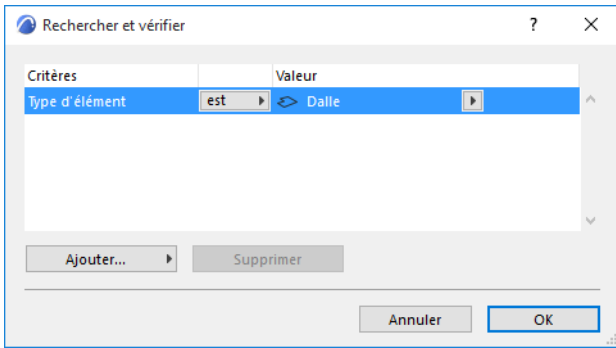 Rechercher et vérifier ?
Critères Valeur
Type d'élément est Dalle
Ajouter... Supprimer
Annuler OK